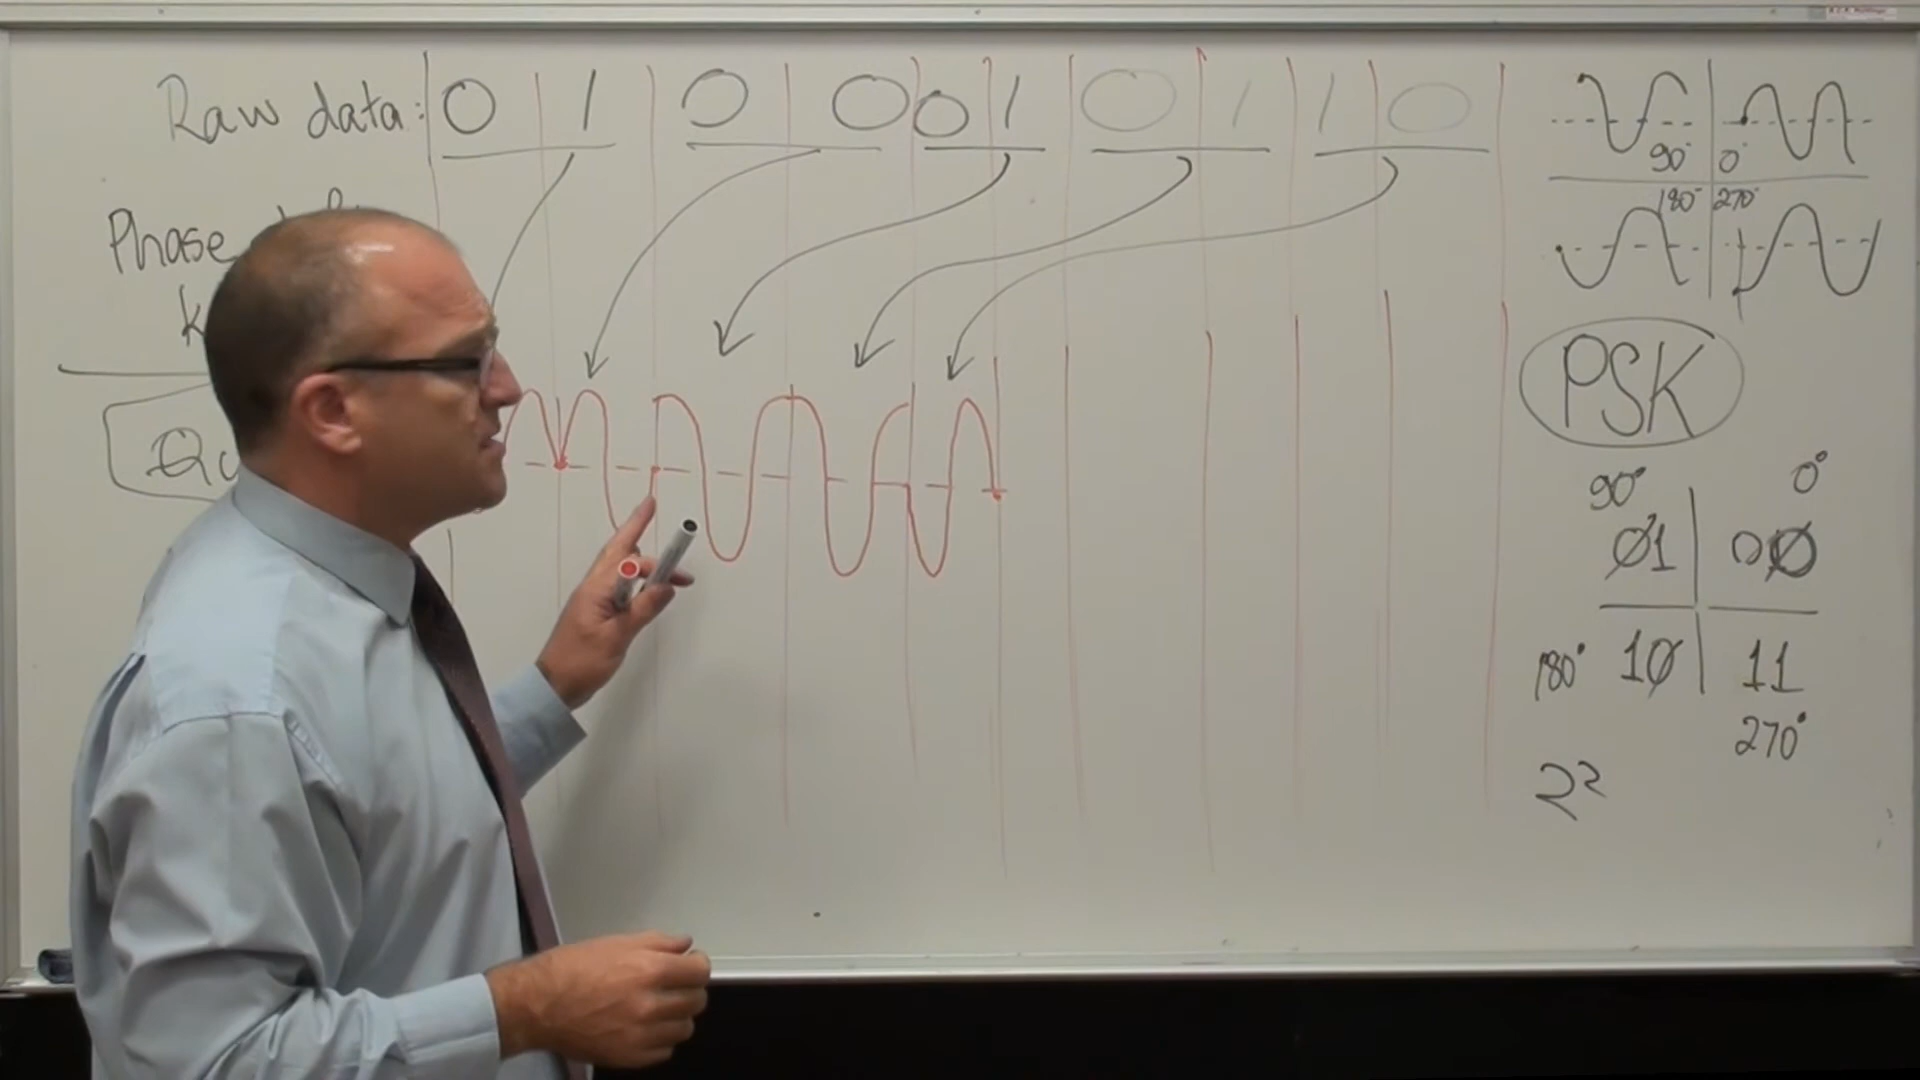 Raw data: 0 1 0 0 0 1 0 1 1 0
Phase
k
Qu
90° 0°
180° 270°
PSK
90° 0°
01 00
180° 10 11
270°
2²